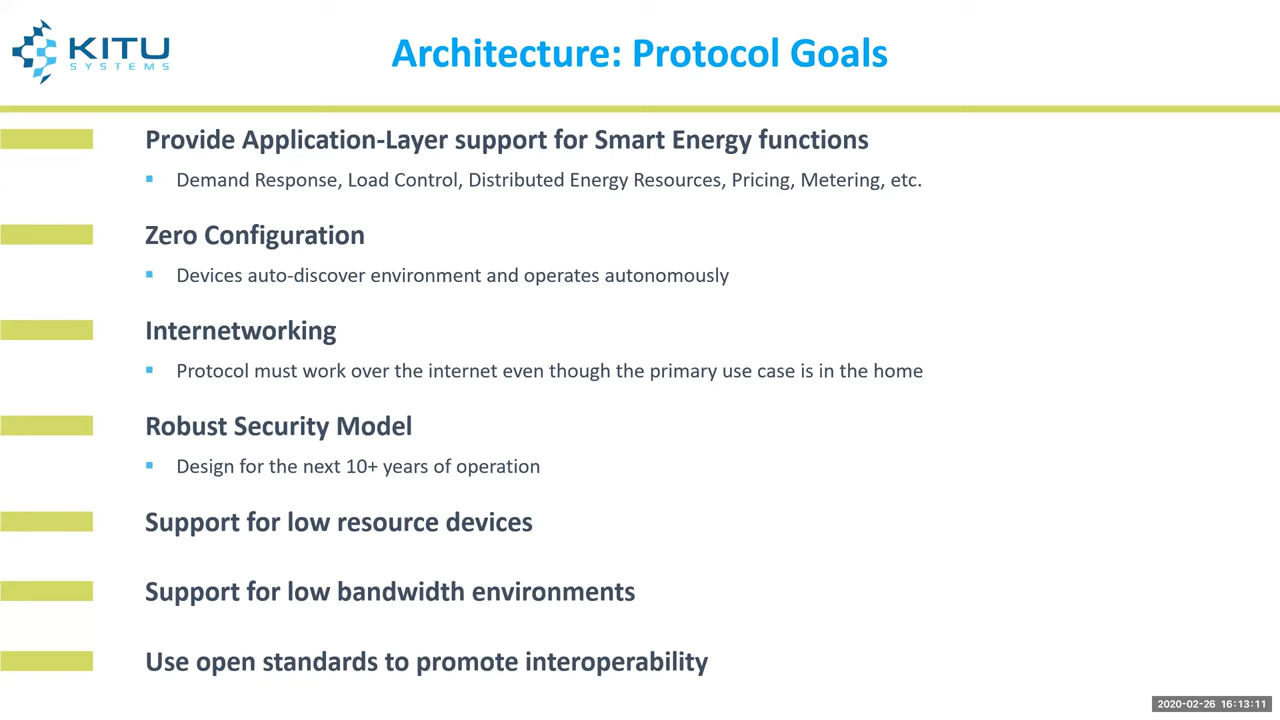 KITU
SYSTEMS
Architecture: Protocol Goals
Provide Application-Layer support for Smart Energy functions
▪ Demand Response, Load Control, Distributed Energy Resources, Pricing, Metering, etc.
Zero Configuration
▪ Devices auto-discover environment and operates autonomously
Internetworking
▪ Protocol must work over the internet even though the primary use case is in the home
Robust Security Model
▪ Design for the next 10+ years of operation
Support for low resource devices
Support for low bandwidth environments
Use open standards to promote interoperability
2020-02-26 16:13:11